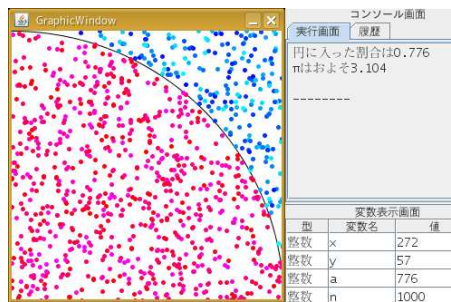 GraphicWindow
コンソール画面
実行画面 履歴
円に入った割合は0.776
πはおよそ3.104
--------
変数表示画面
型 変数名 値
整数 x 272
整数 y 57
整数 a 776
整数 n 1000